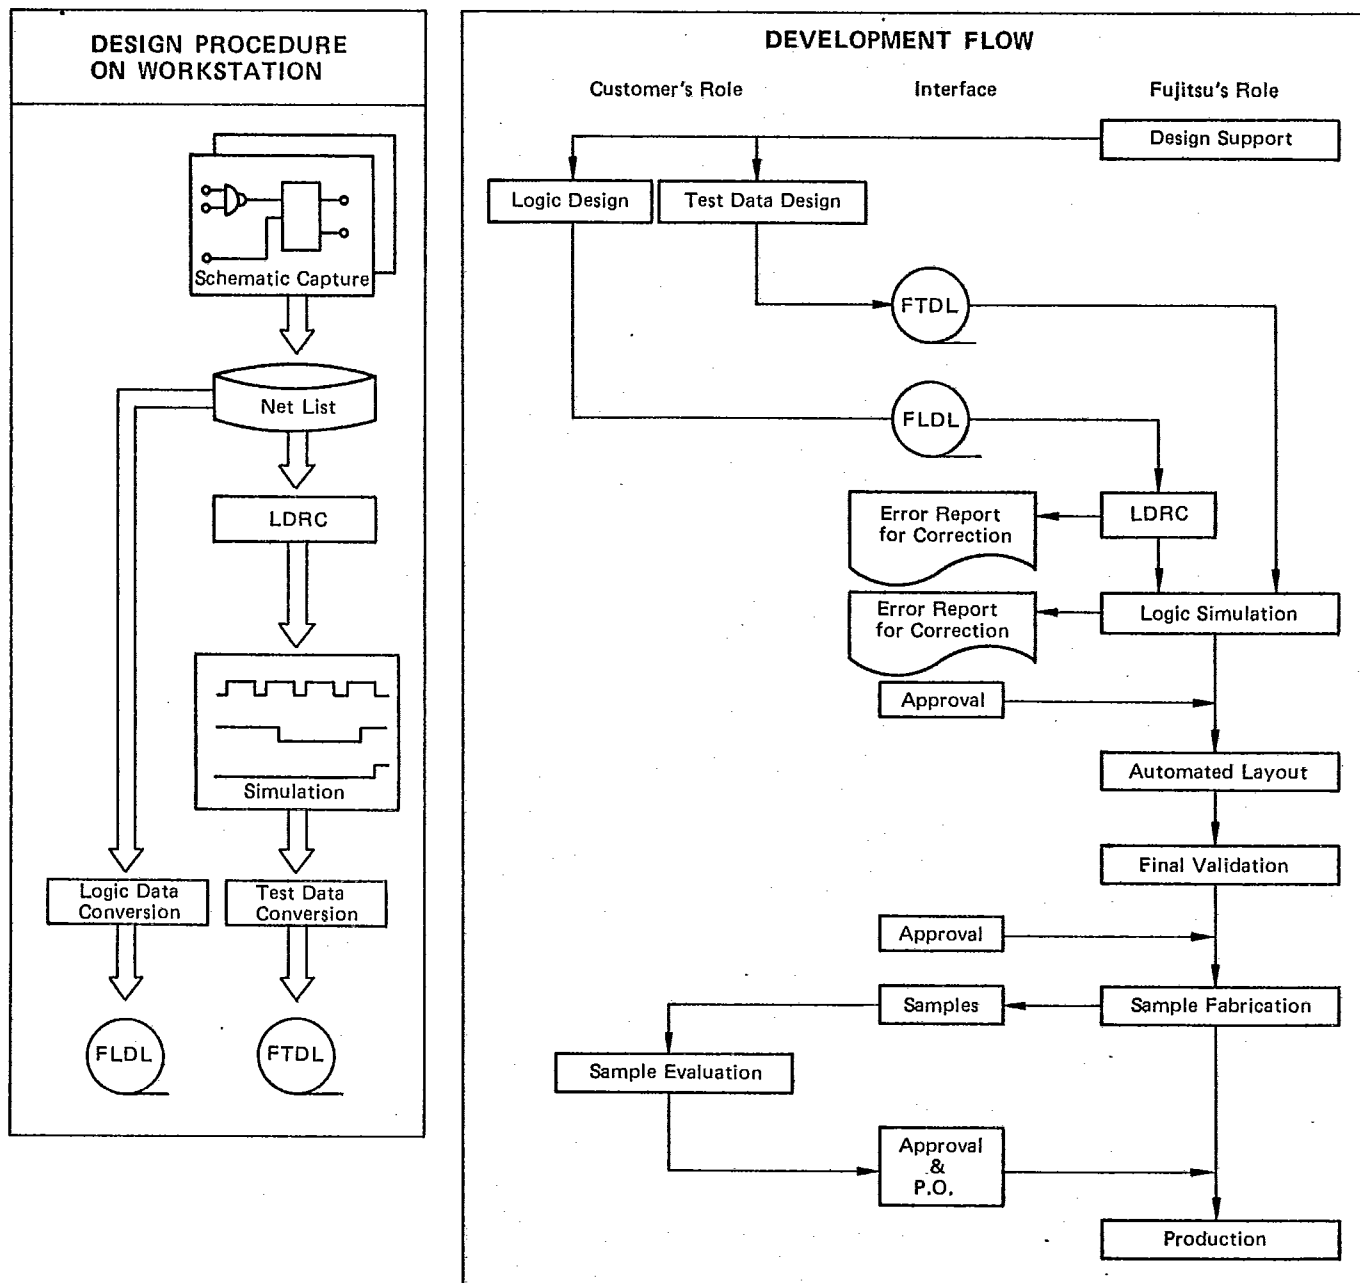 DESIGN PROCEDURE
ON WORKSTATION
Schematic Capture
Net List
LDRC
Simulation
Logic Data
Conversion
Test Data
Conversion
FLDL
FTDL
DEVELOPMENT FLOW
Customer's Role
Interface
Fujitsu's Role
Design Support
Logic Design
Test Data Design
FTDL
FLDL
Error Report
for Correction
LDRC
Error Report
for Correction
Logic Simulation
Approval
Automated Layout
Final Validation
Approval
Samples
Sample Fabrication
Sample Evaluation
Approval
&
P.O.
Production